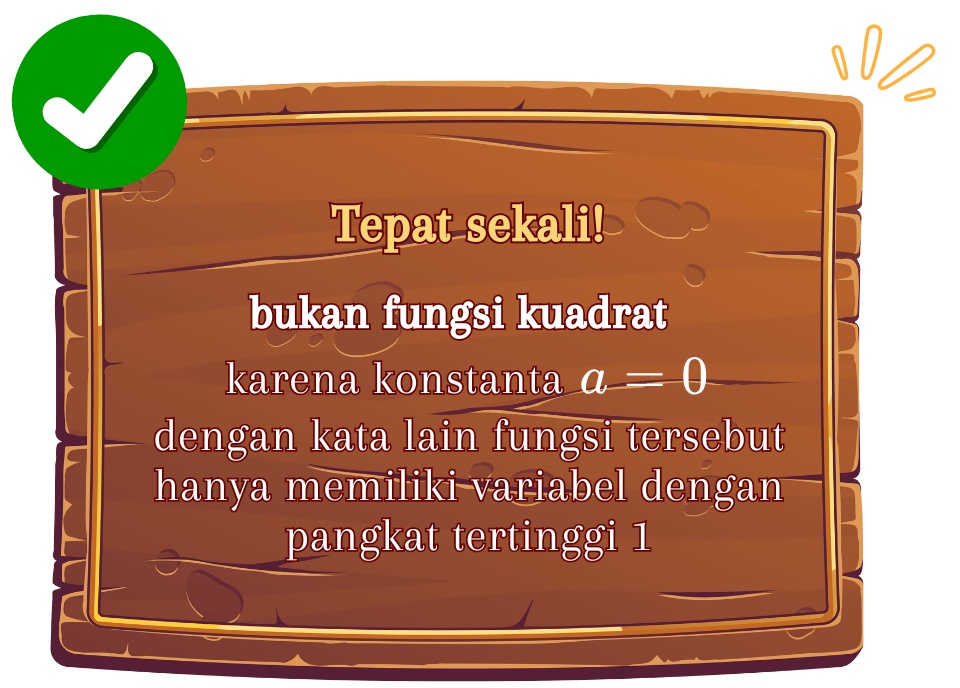 Tepat sekali!
bukan fungsi kuadrat
karena konstanta a = 0
dengan kata lain fungsi tersebut
hanya memiliki variabel dengan
pangkat tertinggi 1